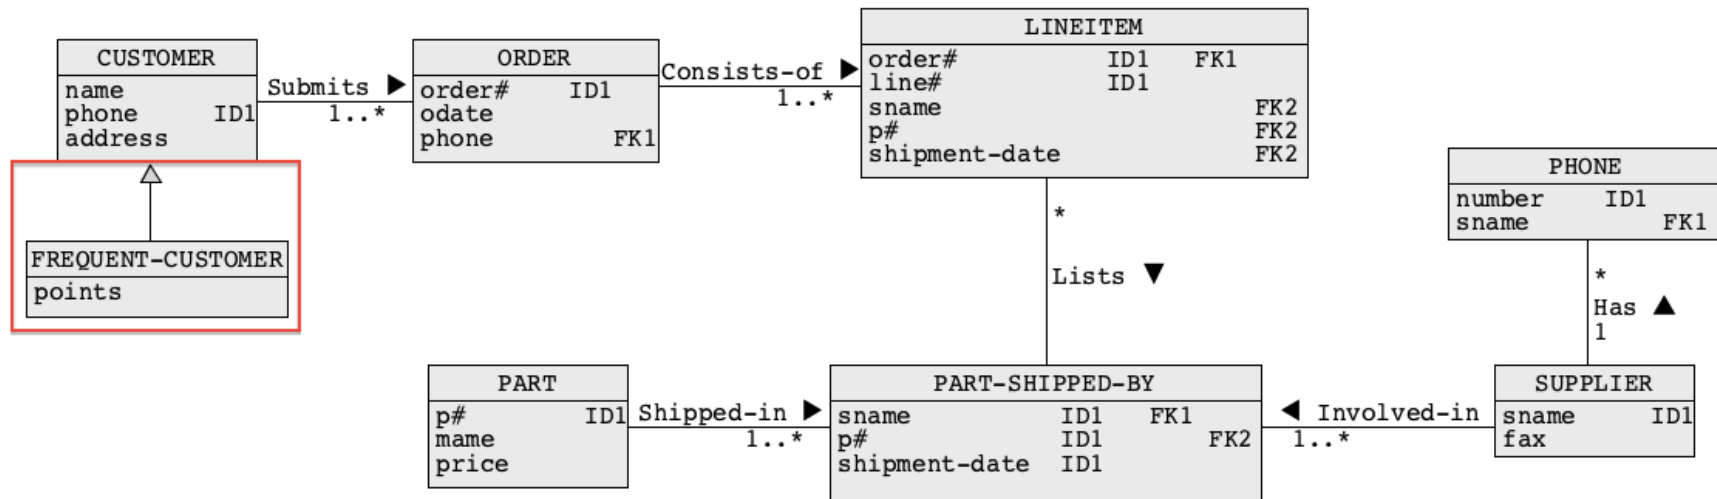 CUSTOMER
name
phone ID1
address
Submits ▶
1..*
ORDER
order# ID1
odate
phone FK1
Consists-of ▶
1..*
LINEITEM
order# ID1 FK1
line# ID1
sname FK2
p# FK2
shipment-date FK2
FREQUENT-CUSTOMER
points
*
Lists ▼
PHONE
number ID1
sname FK1
*
Has ▲
1
PART
p# ID1
mame
price
Shipped-in ▶
1..*
PART-SHIPPED-BY
sname ID1 FK1
p# ID1 FK2
shipment-date ID1
◀ Involved-in
1..*
SUPPLIER
sname ID1
fax